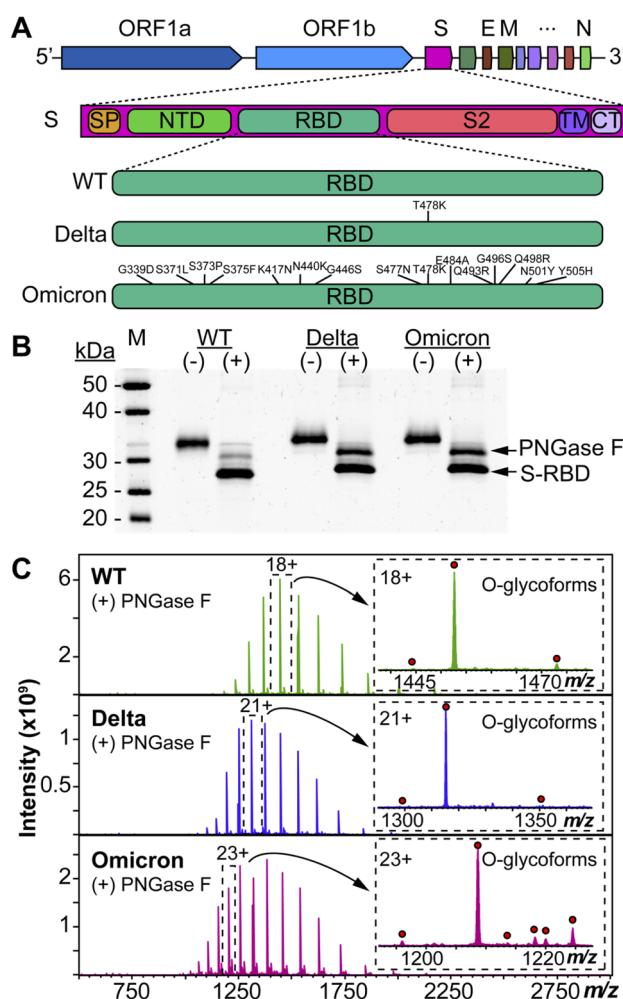 A
ORF1a ORF1b S E M ... N
5' 3'
S SP NTD RBD S2 TM CT
WT RBD
T478K
Delta RBD
G339D S371L S373P S375F K417N N440K G446S S477N T478K E484A Q493R G496S Q498R N501Y Y505H
Omicron RBD
B
kDa M WT Delta Omicron
(-) (+) (-) (+) (-) (+)
50 -
40 -
30 -
25 -
20 -
PNGase F
S-RBD
C
WT
(+) PNGase F
18+
18+ O-glycoforms
1445 1470 m/z
6
2
Delta
(+) PNGase F
21+
21+ O-glycoforms
1300 1350 m/z
1
0.5
Omicron
(+) PNGase F
23+
23+ O-glycoforms
1200 1220 m/z
2
1
Intensity (x10⁹)
750 1250 1750 2250 2750 m/z